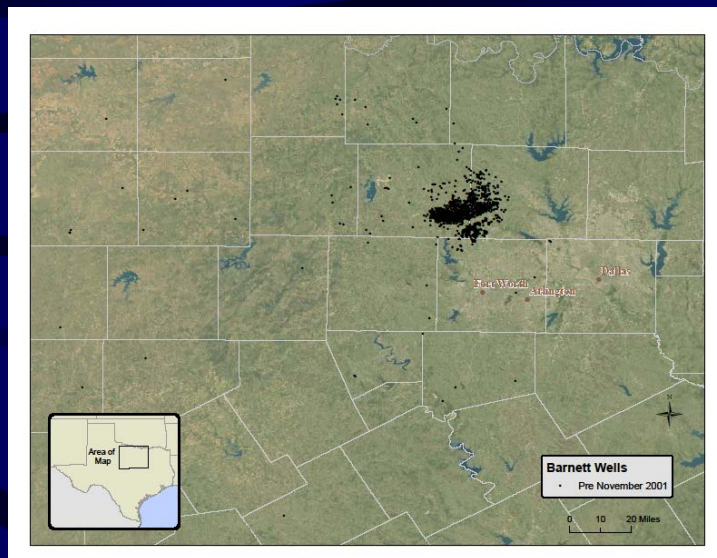 Fort Worth
Arlington
Dallas
N
Area of
Map
Barnett Wells
Pre November 2001
0 10 20 Miles